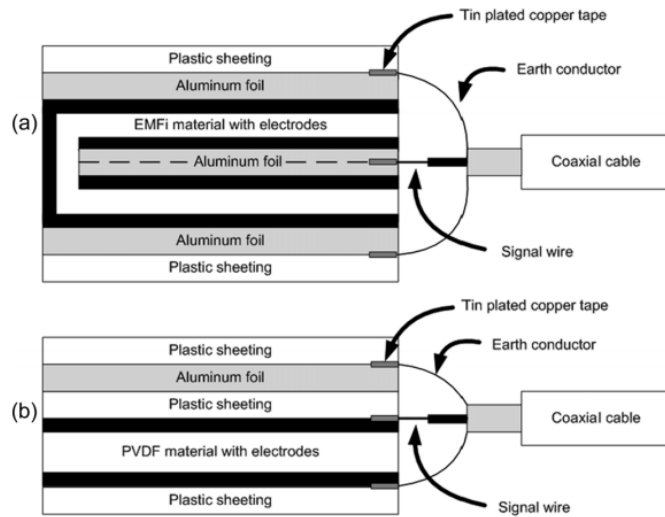 Tin plated copper tape
Plastic sheeting
Earth conductor
Aluminum foil
(a)
EMFi material with electrodes
Aluminum foil
Coaxial cable
Aluminum foil
Signal wire
Plastic sheeting
Tin plated copper tape
Plastic sheeting
Earth conductor
Aluminum foil
(b)
Plastic sheeting
Coaxial cable
PVDF material with electrodes
Plastic sheeting
Signal wire